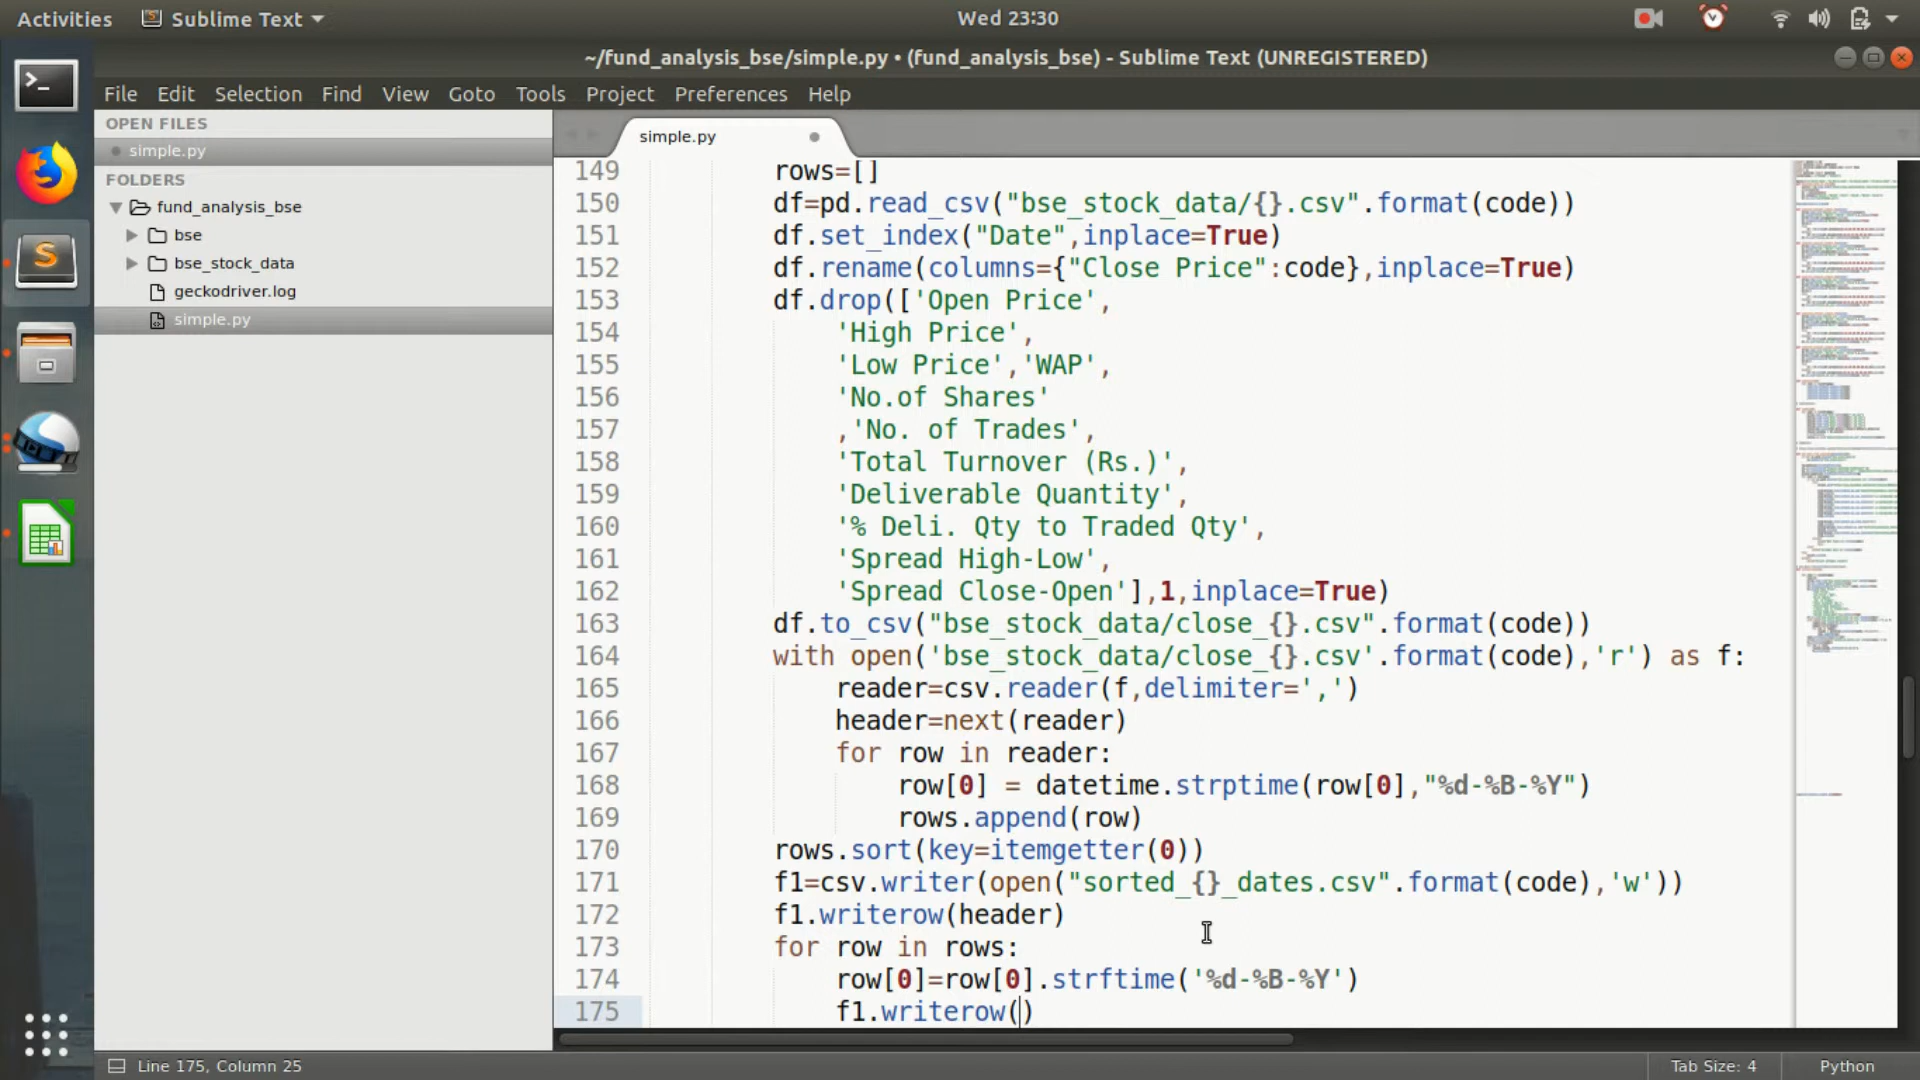 Activities
Sublime Text
Wed 23:30
~/fund_analysis_bse/simple.py • (fund_analysis_bse) - Sublime Text (UNREGISTERED)
File Edit Selection Find View Goto Tools Project Preferences Help
OPEN FILES
simple.py
FOLDERS
fund_analysis_bse
bse
bse_stock_data
geckodriver.log
simple.py
simple.py
149 rows=[]
150 df=pd.read_csv("bse_stock_data/{}.csv".format(code))
151 df.set_index("Date",inplace=True)
152 df.rename(columns={"Close Price":code},inplace=True)
153 df.drop(['Open Price',
154 'High Price',
155 'Low Price','WAP',
156 'No.of Shares'
157 ,'No. of Trades',
158 'Total Turnover (Rs.)',
159 'Deliverable Quantity',
160 '% Deli. Qty to Traded Qty',
161 'Spread High-Low',
162 'Spread Close-Open'],1,inplace=True)
163 df.to_csv("bse_stock_data/close_{}.csv".format(code))
164 with open('bse_stock_data/close_{}.csv'.format(code),'r') as f:
165 reader=csv.reader(f,delimiter=',')
166 header=next(reader)
167 for row in reader:
168 row[0] = datetime.strptime(row[0],"%d-%B-%Y")
169 rows.append(row)
170 rows.sort(key=itemgetter(0))
171 f1=csv.writer(open("sorted_{}_dates.csv".format(code),'w'))
172 f1.writerow(header)
173 for row in rows:
174 row[0]=row[0].strftime('%d-%B-%Y')
175 f1.writerow()
Line 175, Column 25
Tab Size: 4
Python